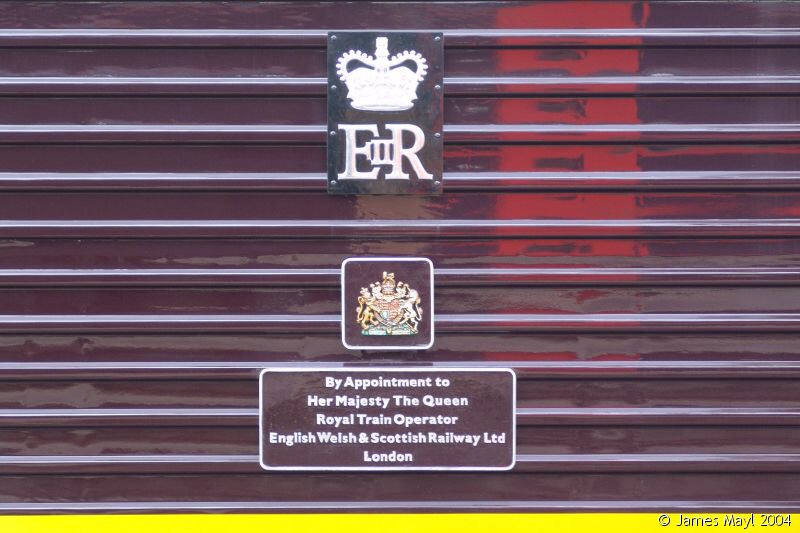 EIIR
By Appointment to
Her Majesty The Queen
Royal Train Operator
English Welsh & Scottish Railway Ltd
London
© James Mayl 2004